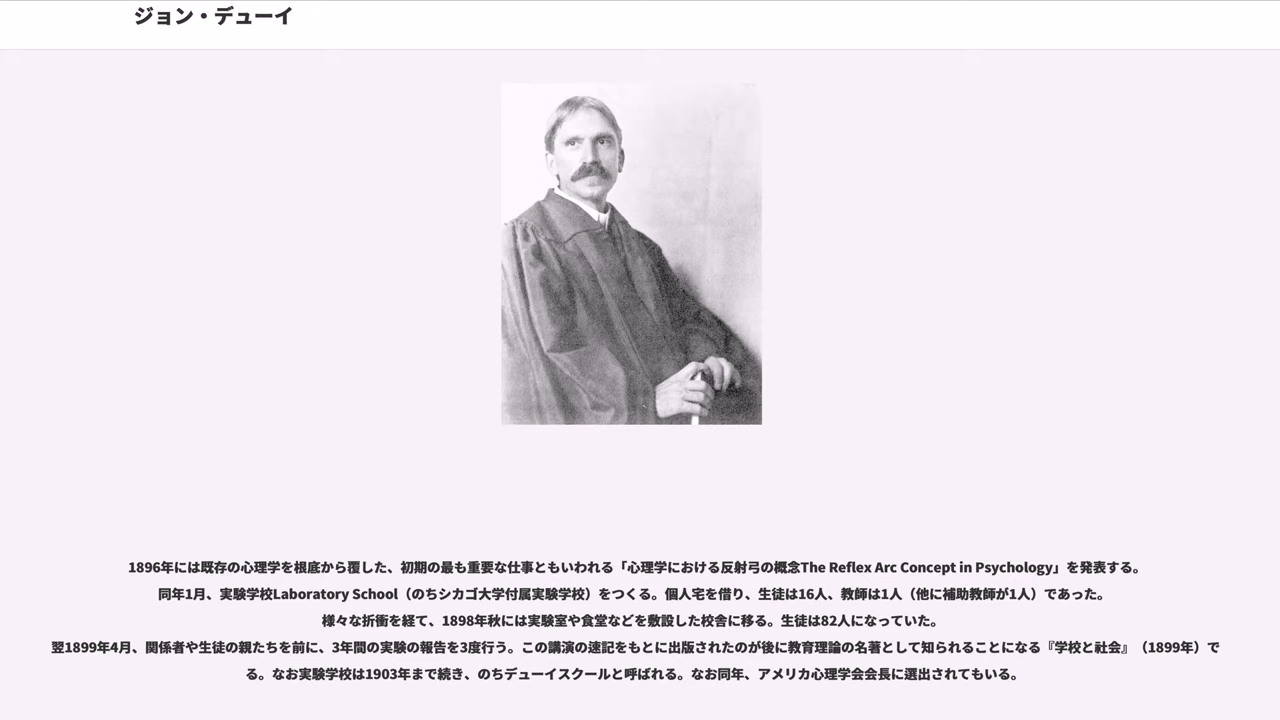 ジョン・デューイ
1896年には既存の心理学を根底から覆した、初期の最も重要な仕事ともいわれる「心理学における反射弓の概念The Reflex Arc Concept in Psychology」を発表する。
同年1月、実験学校Laboratory School（のちシカゴ大学付属実験学校）をつくる。個人宅を借り、生徒は16人、教師は1人（他に補助教師が1人）であった。
様々な折衝を経て、1898年秋には実験室や食堂などを敷設した校舎に移る。生徒は82人になっていた。
翌1899年4月、関係者や生徒の親たちを前に、3年間の実験の報告を3度行う。この講演の速記をもとに出版されたのが後に教育理論の名著として知られることになる『学校と社会』（1899年）で
る。なお実験学校は1903年まで続き、のちデューイスクールと呼ばれる。なお同年、アメリカ心理学会会長に選出されてもいる。